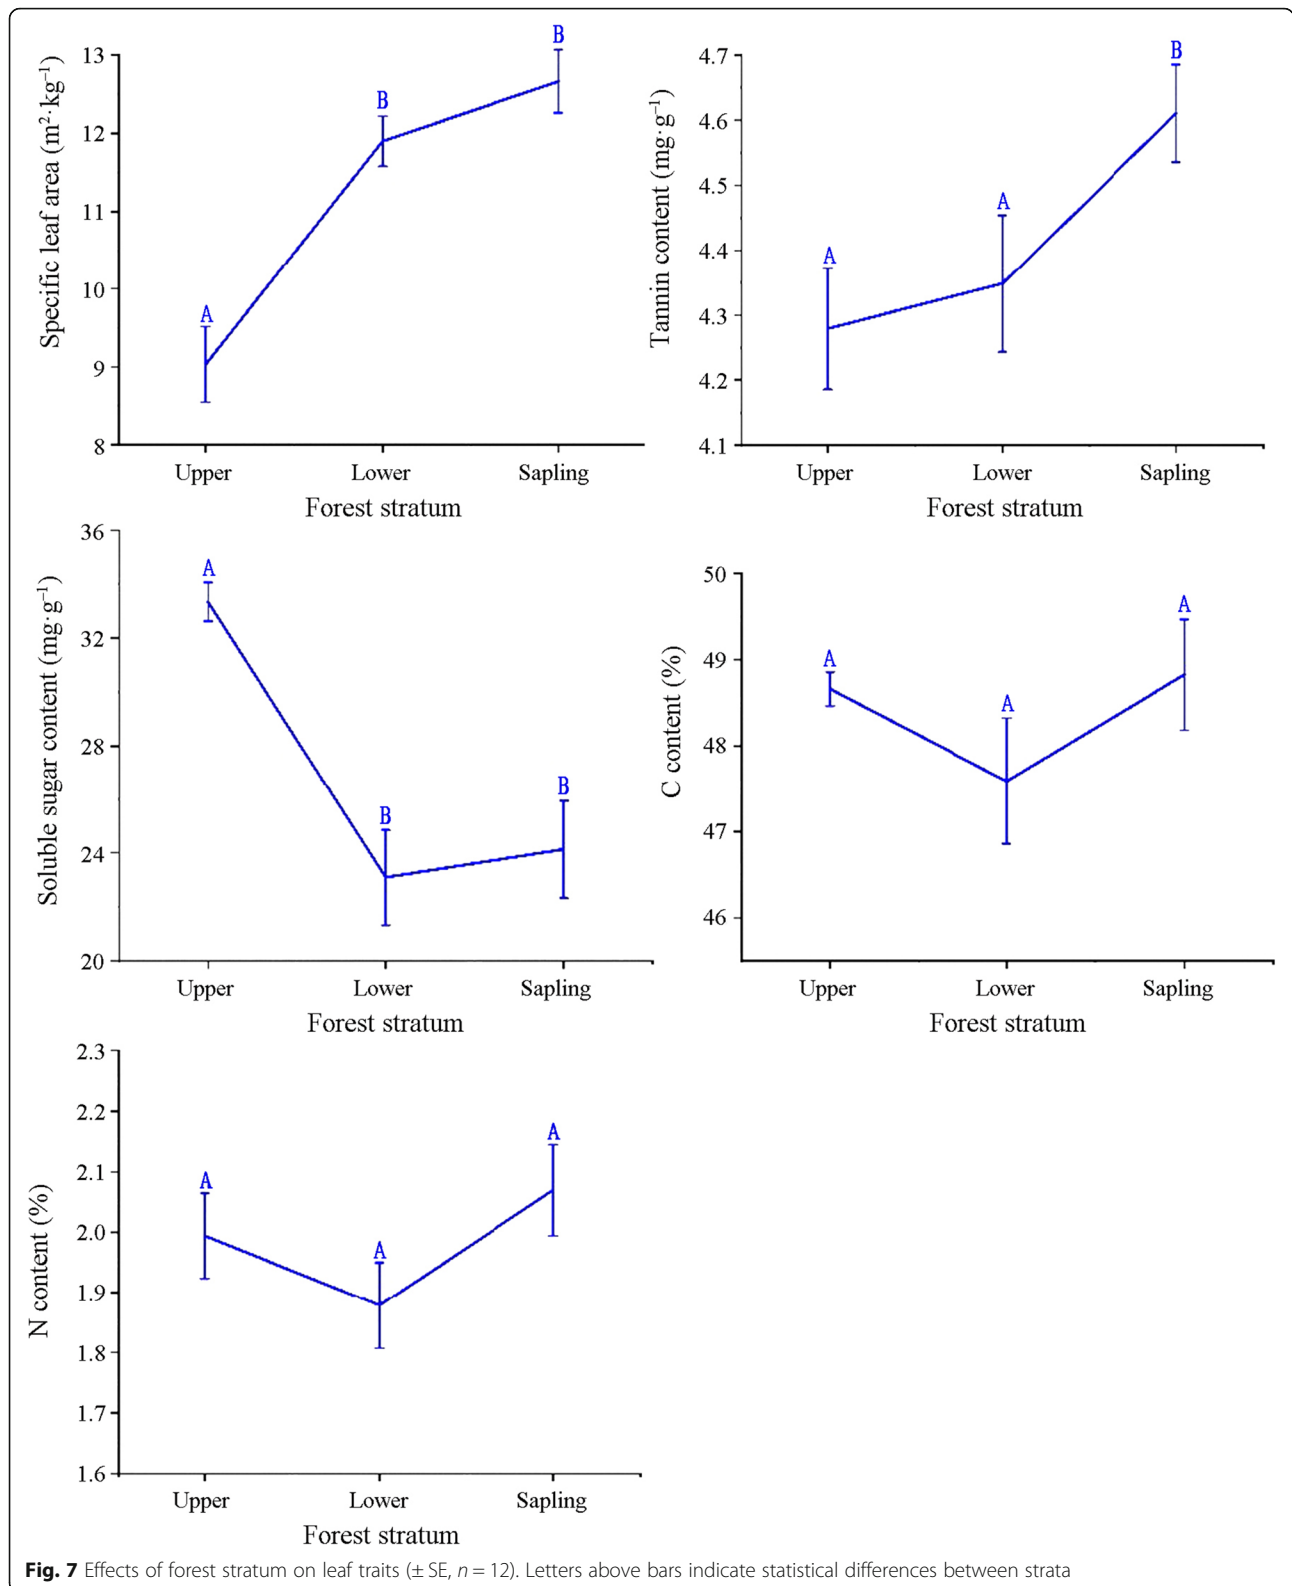 B
13
B
12
11
10
A
9
8
Specific leaf area (m²·kg⁻¹)
Upper Lower Sapling
Forest stratum
4.7
B
4.6
4.5
A
4.4
A
4.3
4.2
4.1
Tannin content (mg·g⁻¹)
Upper Lower Sapling
Forest stratum
36
A
32
28
B
B
24
20
Soluble sugar content (mg·g⁻¹)
Upper Lower Sapling
Forest stratum
50
A
49
A
A
48
47
46
C content (%)
Upper Lower Sapling
Forest stratum
2.3
2.2
A
2.1
A
2.0
A
1.9
1.8
1.7
1.6
N content (%)
Upper Lower Sapling
Forest stratum
Fig. 7 Effects of forest stratum on leaf traits (± SE, n = 12). Letters above bars indicate statistical differences between strata